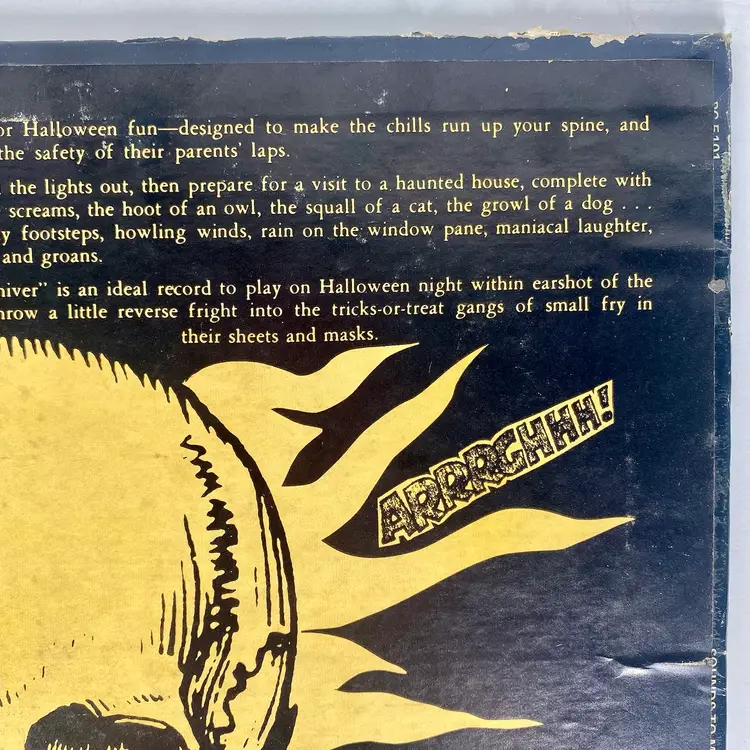 or Halloween fun—designed to make the chills run up your spine, and
the safety of their parents' laps.
the lights out, then prepare for a visit to a haunted house, complete with
screams, the hoot of an owl, the squall of a cat, the growl of a dog . . .
y footsteps, howling winds, rain on the window pane, maniacal laughter,
and groans.
hiver" is an ideal record to play on Halloween night within earshot of the
hrow a little reverse fright into the tricks-or-treat gangs of small fry in
their sheets and masks.
ARRRGHHH!
SOUNDS TO